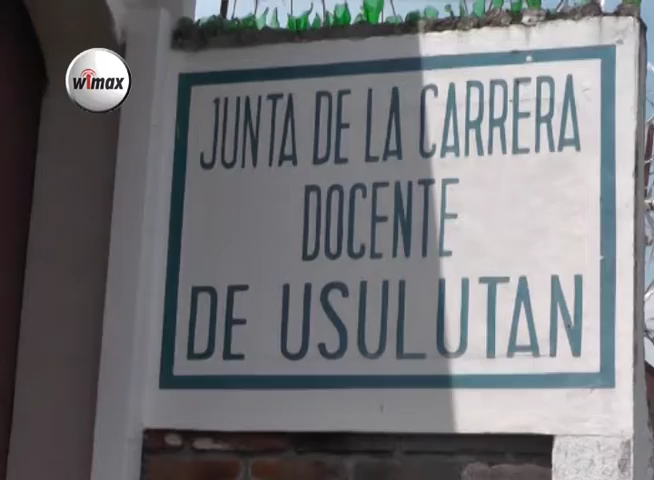 wimax
JUNTA DE LA CARRERA
DOCENTE
DE USULUTAN